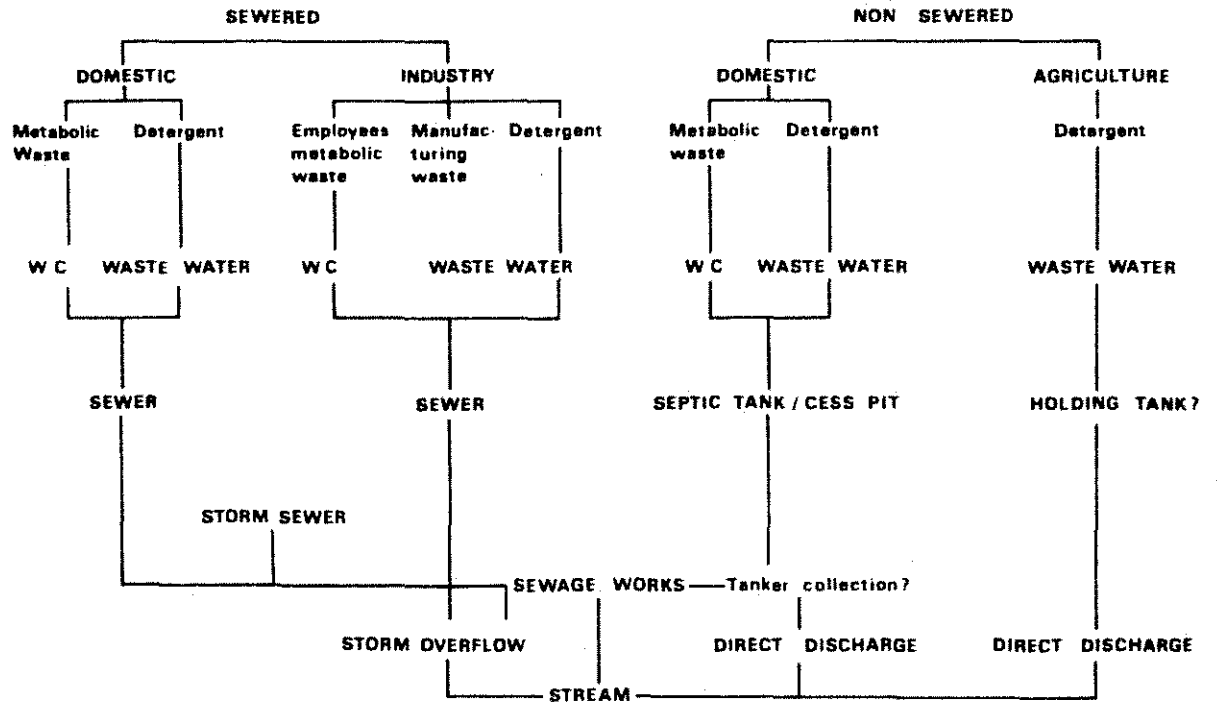 SEWERED NON SEWERED
DOMESTIC INDUSTRY DOMESTIC AGRICULTURE
Metabolic Detergent Employees Manufac- Detergent Metabolic Detergent Detergent
Waste metabolic turing waste
waste waste
W C WASTE WATER W C WASTE WATER W C WASTE WATER WASTE WATER
SEWER SEWER SEPTIC TANK / CESS PIT HOLDING TANK?
STORM SEWER
SEWAGE WORKS Tanker collection?
STORM OVERFLOW DIRECT DISCHARGE DIRECT DISCHARGE
STREAM